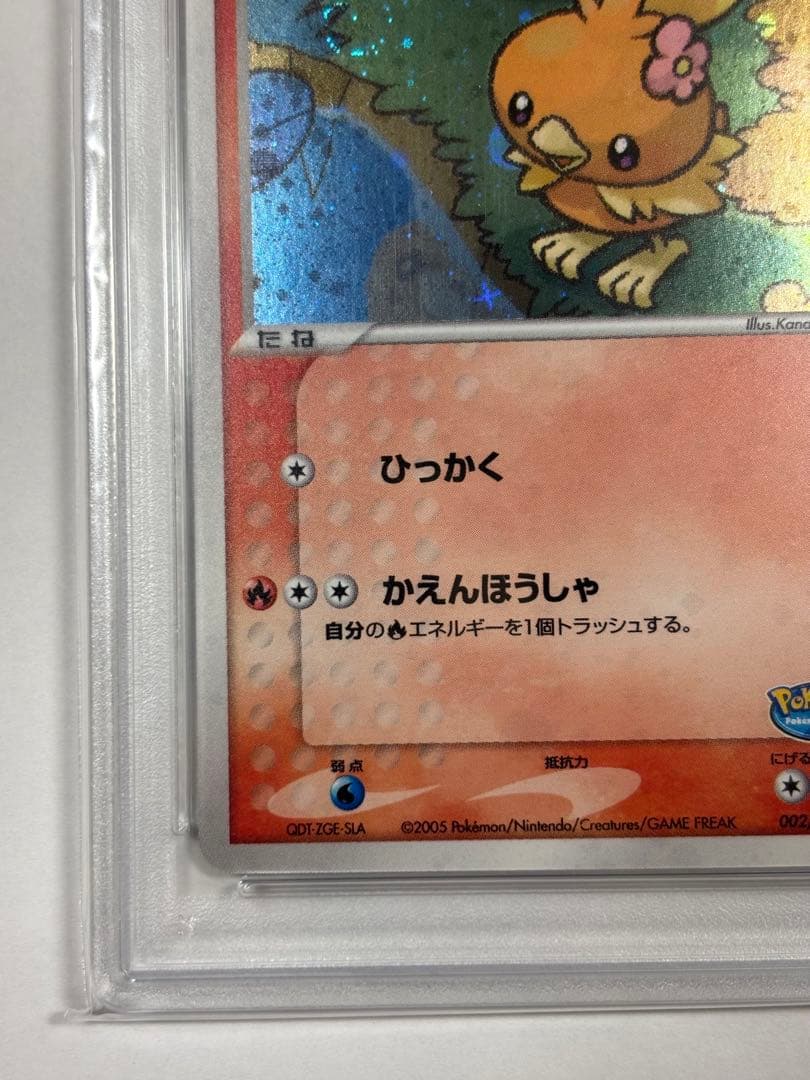 たね
Illus.Kana
ひっかく
かえんほうしゃ
自分のエネルギーを1個トラッシュする。
弱点
抵抗力
にげる
QDT-ZGE-SLA
©2005 Pokémon/Nintendo/Creatures/GAME FREAK
002